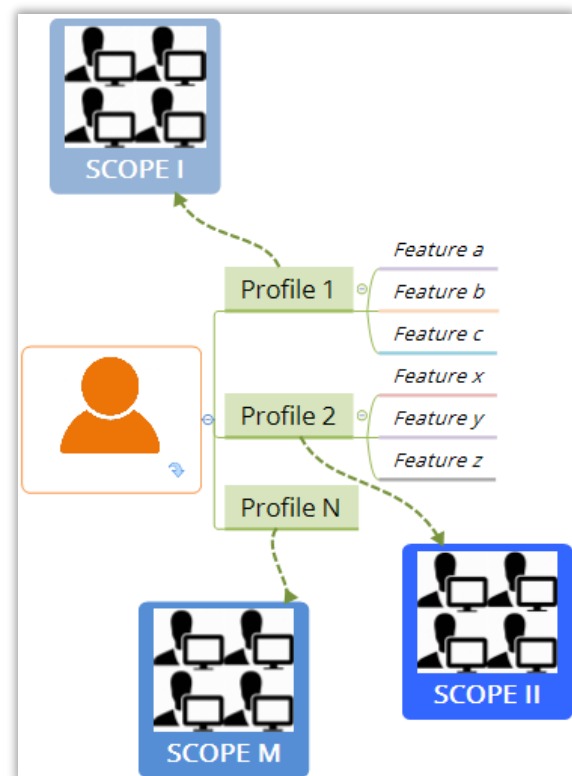 SCOPE I
Profile 1
Feature a
Feature b
Feature c
Profile 2
Feature x
Feature y
Feature z
Profile N
SCOPE II
SCOPE M